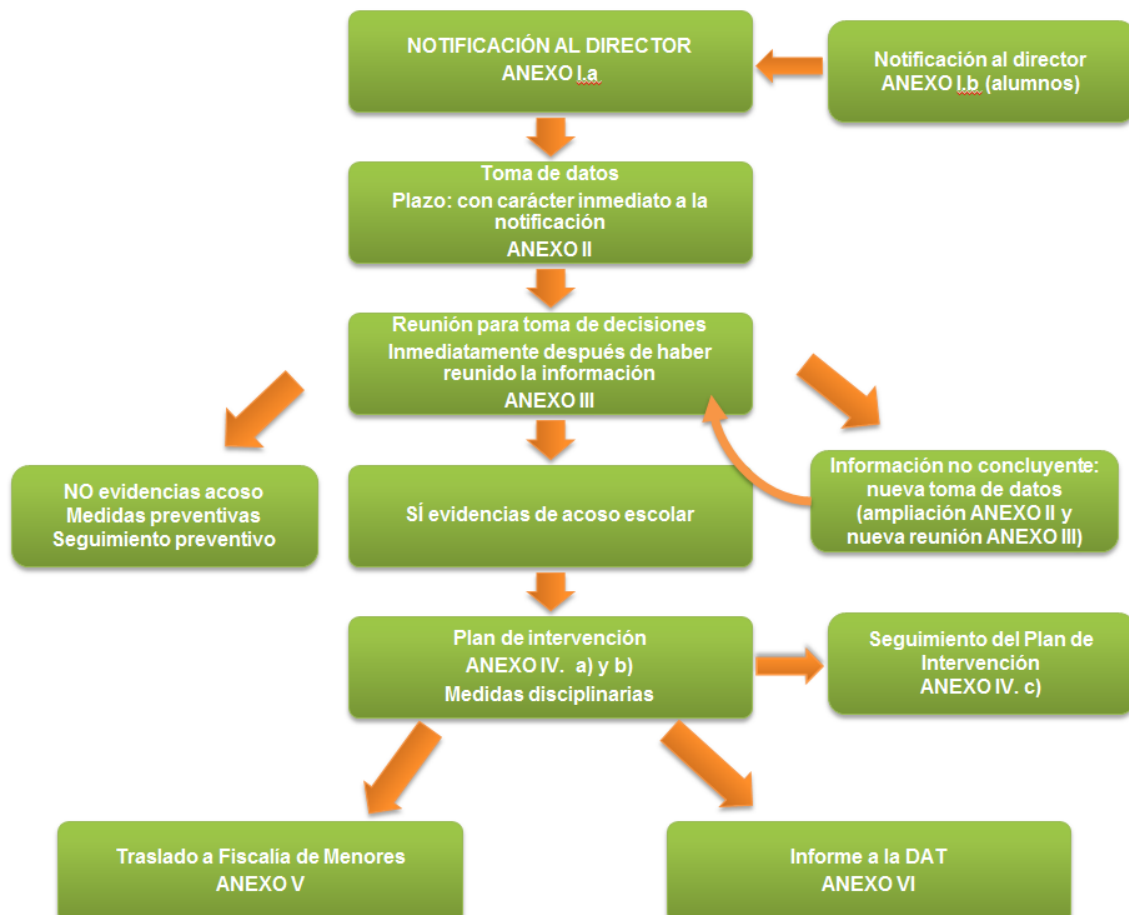 NOTIFICACIÓN AL DIRECTOR
ANEXO I.a
Notificación al director
ANEXO I.b (alumnos)
Toma de datos
Plazo: con carácter inmediato a la
notificación
ANEXO II
Reunión para toma de decisiones
Inmediatamente después de haber
reunido la información
ANEXO III
NO evidencias acoso
Medidas preventivas
Seguimiento preventivo
SÍ evidencias de acoso escolar
Información no concluyente:
nueva toma de datos
(ampliación ANEXO II y
nueva reunión ANEXO III)
Plan de intervención
ANEXO IV. a) y b)
Medidas disciplinarias
Seguimiento del Plan de
Intervención
ANEXO IV. c)
Traslado a Fiscalía de Menores
ANEXO V
Informe a la DAT
ANEXO VI